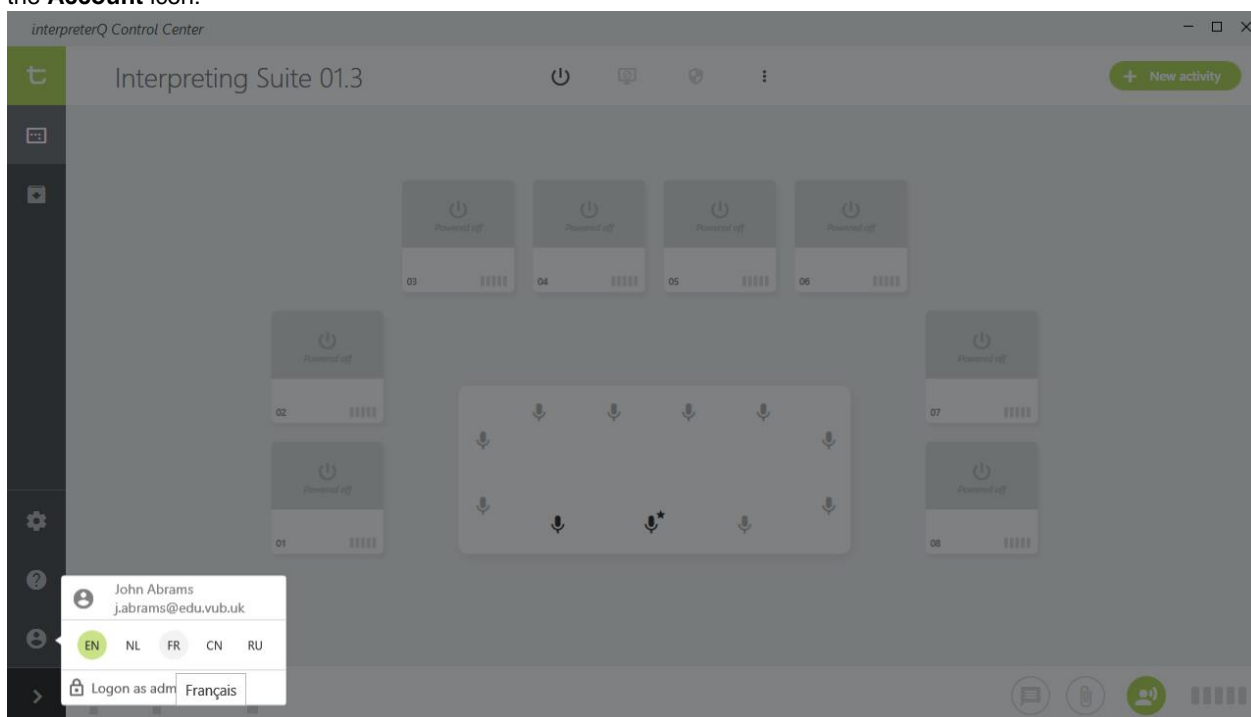 the Account icon.
interpreterQ Control Center
Interpreting Suite 01.3
+ New activity
Powered off
Powered off
Powered off
Powered off
03
04
05
06
Powered off
Powered off
02
07
Powered off
Powered off
01
08
John Abrams
j.abrams@edu.vub.uk
EN NL FR CN RU
Logon as adm
Français